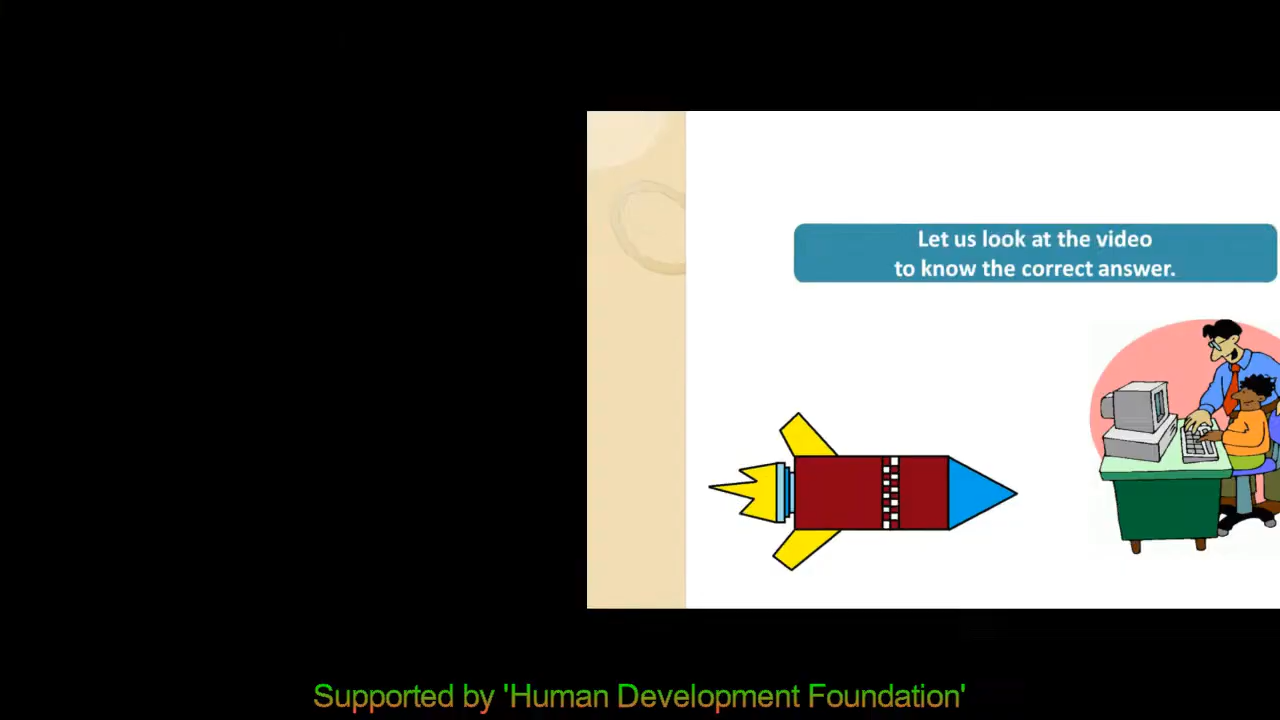 Let us look at the video
to know the correct answer.
Supported by 'Human Development Foundation'